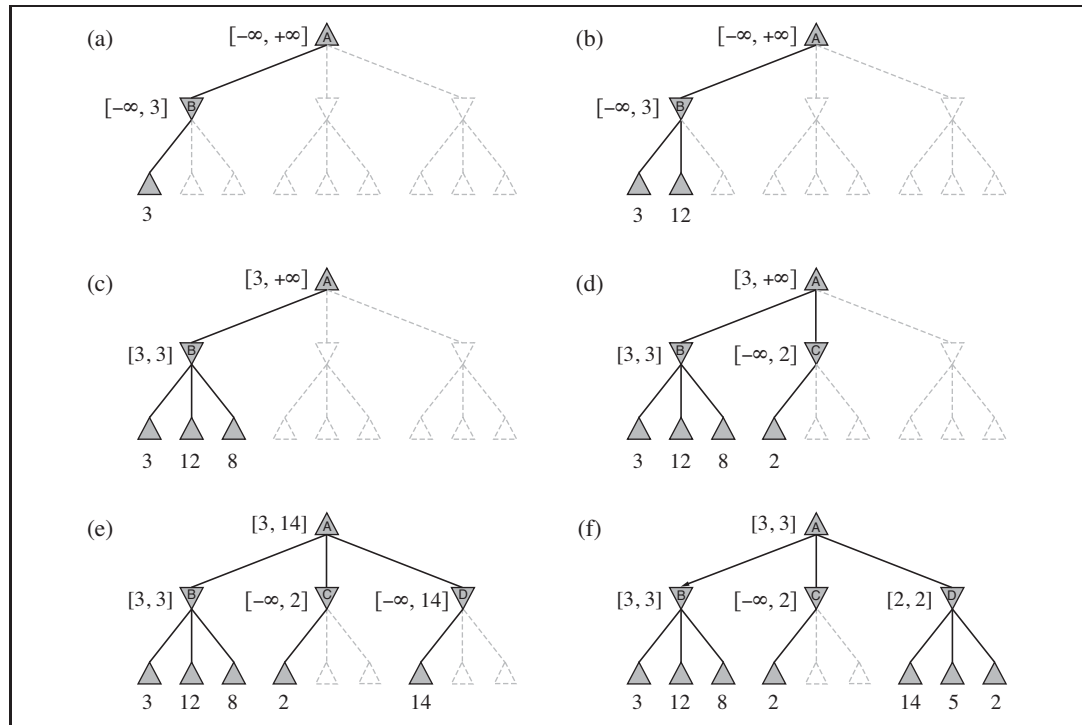 (a) [−∞, +∞] A
[−∞, 3] B
3
(b) [−∞, +∞] A
[−∞, 3] B
3 12
(c) [3, +∞] A
[3, 3] B
3 12 8
(d) [3, +∞] A
[3, 3] B [−∞, 2] C
3 12 8 2
(e) [3, 14] A
[3, 3] B [−∞, 2] C [−∞, 14] D
3 12 8 2 14
(f) [3, 3] A
[3, 3] B [−∞, 2] C [2, 2] D
3 12 8 2 14 5 2